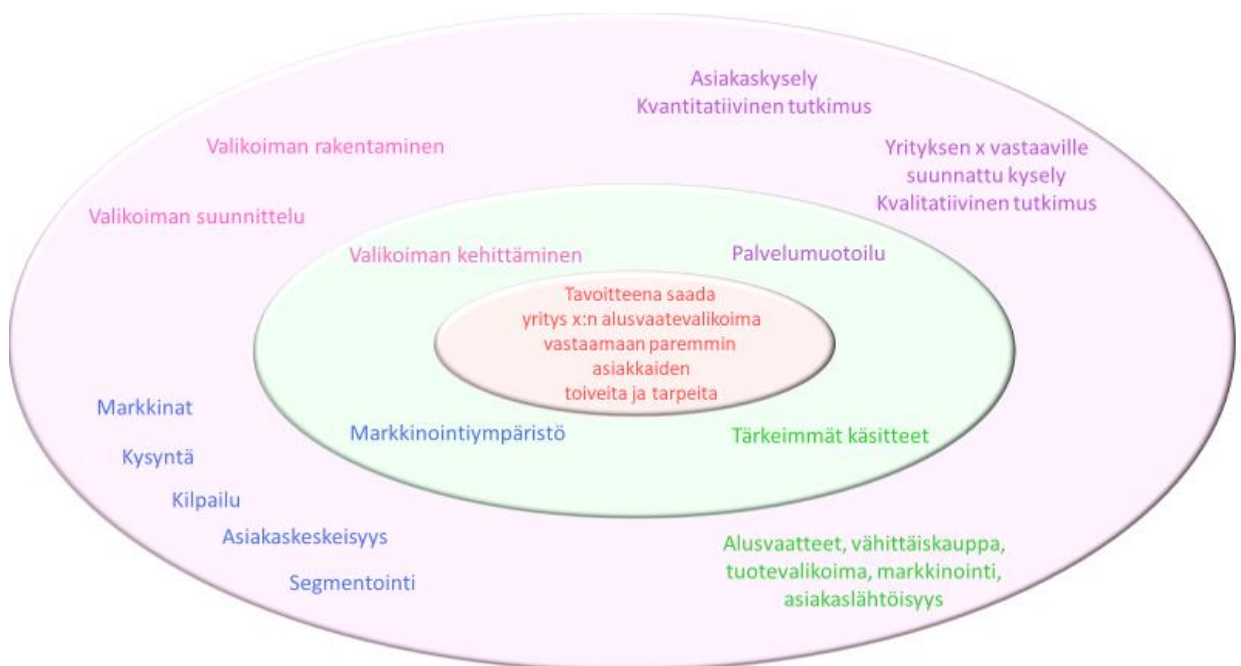 Asiakaskysely
Kvantitatiivinen tutkimus
Valikoiman rakentaminen
Yrityksen x vastaaville
suunnattu kysely
Kvalitatiivinen tutkimus
Valikoiman suunnittelu
Valikoiman kehittäminen
Palvelumuotoilu
Tavoitteena saada
yritys x:n alusvaatevalikoima
vastaamaan paremmin
asiakkaiden
toiveita ja tarpeita
Markkinat
Markkinointiympäristö
Tärkeimmät käsitteet
Kysyntä
Kilpailu
Asiakaskeskeisyys
Segmentointi
Alusvaatteet, vähittäiskauppa,
tuotevalikoima, markkinointi,
asiakaslähtöisyys